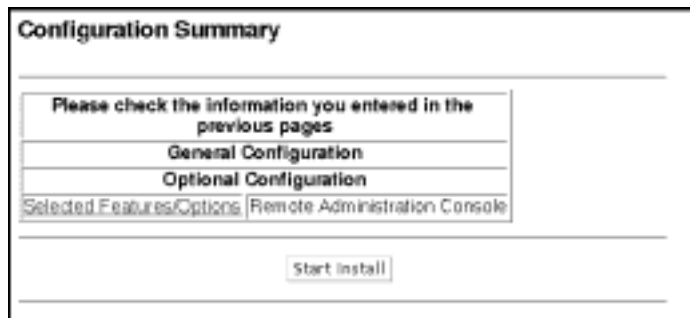 Configuration Summary
Please check the information you entered in the
previous pages
General Configuration
Optional Configuration
Selected Features/Options Remote Administration Console
Start Install